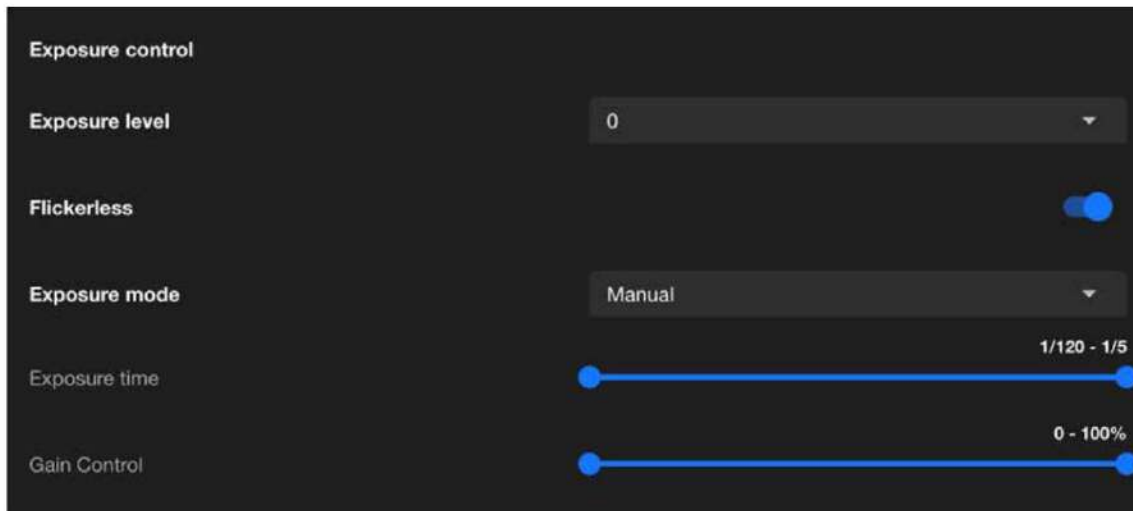 Exposure control
Exposure level 0
Flickerless
Exposure mode Manual
1/120 - 1/5
Exposure time
0 - 100%
Gain Control